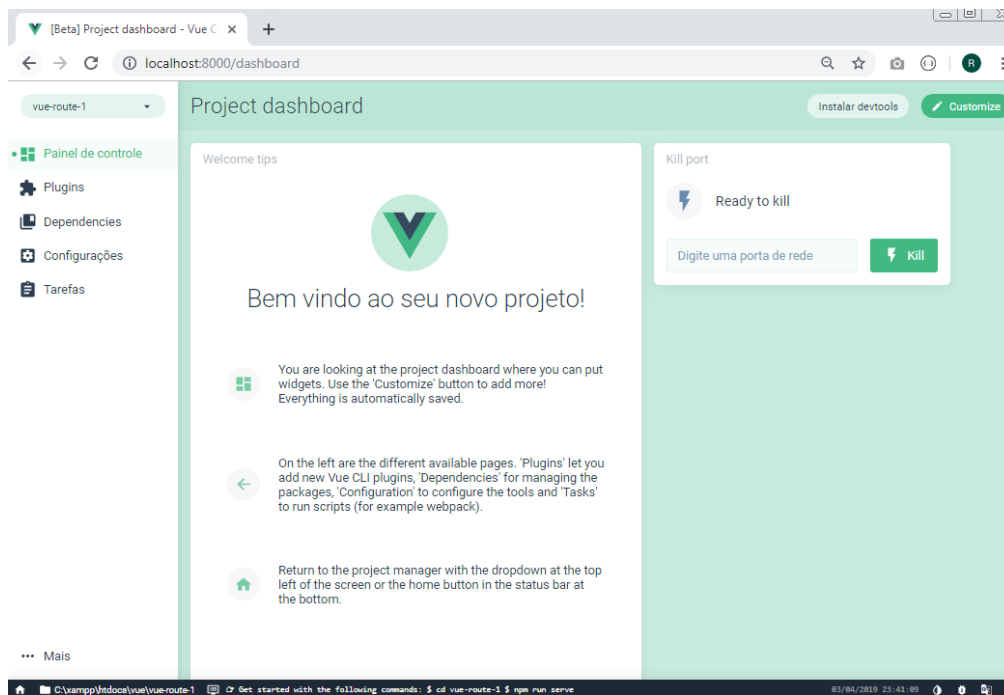 [Beta] Project dashboard - Vue C
localhost:8000/dashboard
R
vue-route-1
Project dashboard
Instalar devtools
Customize
Painel de controle
Plugins
Dependencies
Configurações
Tarefas
Mais
Welcome tips
Bem vindo ao seu novo projeto!
You are looking at the project dashboard where you can put
widgets. Use the 'Customize' button to add more!
Everything is automatically saved.
On the left are the different available pages. 'Plugins' let you
add new Vue CLI plugins, 'Dependencies' for managing the
packages, 'Configuration' to configure the tools and 'Tasks'
to run scripts (for example webpack).
Return to the project manager with the dropdown at the top
left of the screen or the home button in the status bar at
the bottom.
Kill port
Ready to kill
Digite uma porta de rede
Kill
C:\xampp\htdocs\vue\vue-route-1
Get started with the following commands: $ cd vue-route-1 $ npm run serve
03/04/2019 23:41:09